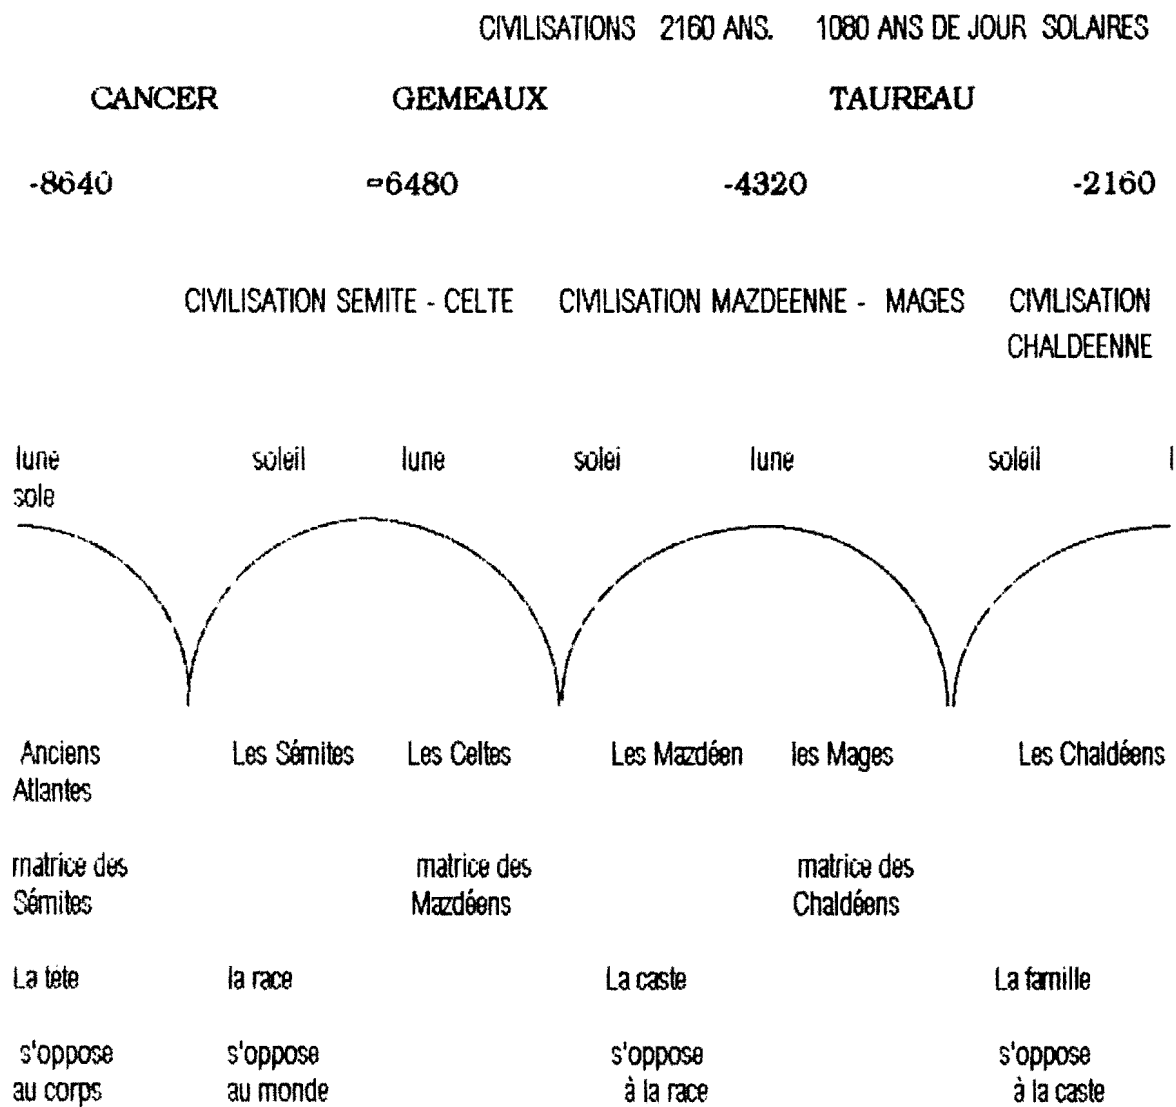 CIVILISATIONS 2160 ANS. 1080 ANS DE JOUR SOLAIRES
CANCER GEMEAUX TAUREAU
-8640 -6480 -4320 -2160
CIVILISATION SEMITE - CELTE CIVILISATION MAZDEENNE - MAGES CIVILISATION
CHALDEENNE
lune soleil lune solei lune soleil l
sole
Anciens Les Sémites Les Celtes Les Mazdéen les Mages Les Chaldéens
Atlantes
matrice des matrice des matrice des
Sémites Mazdéens Chaldéens
La tête la race La caste La famille
s'oppose s'oppose s'oppose s'oppose
au corps au monde à la race à la caste